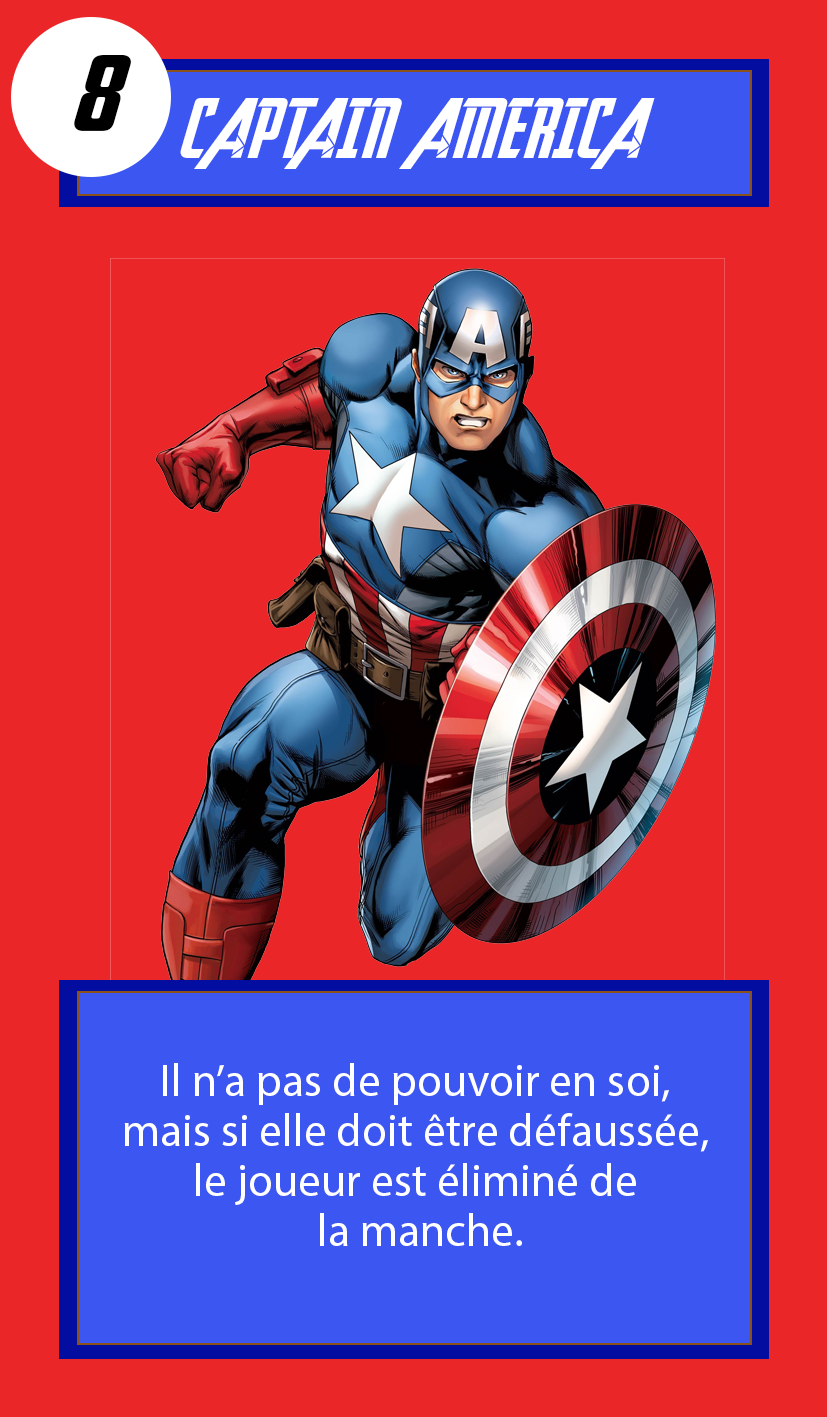 8
CAPTAIN AMERICA
A
Il n’a pas de pouvoir en soi,
mais si elle doit être défaussée,
le joueur est éliminé de
la manche.